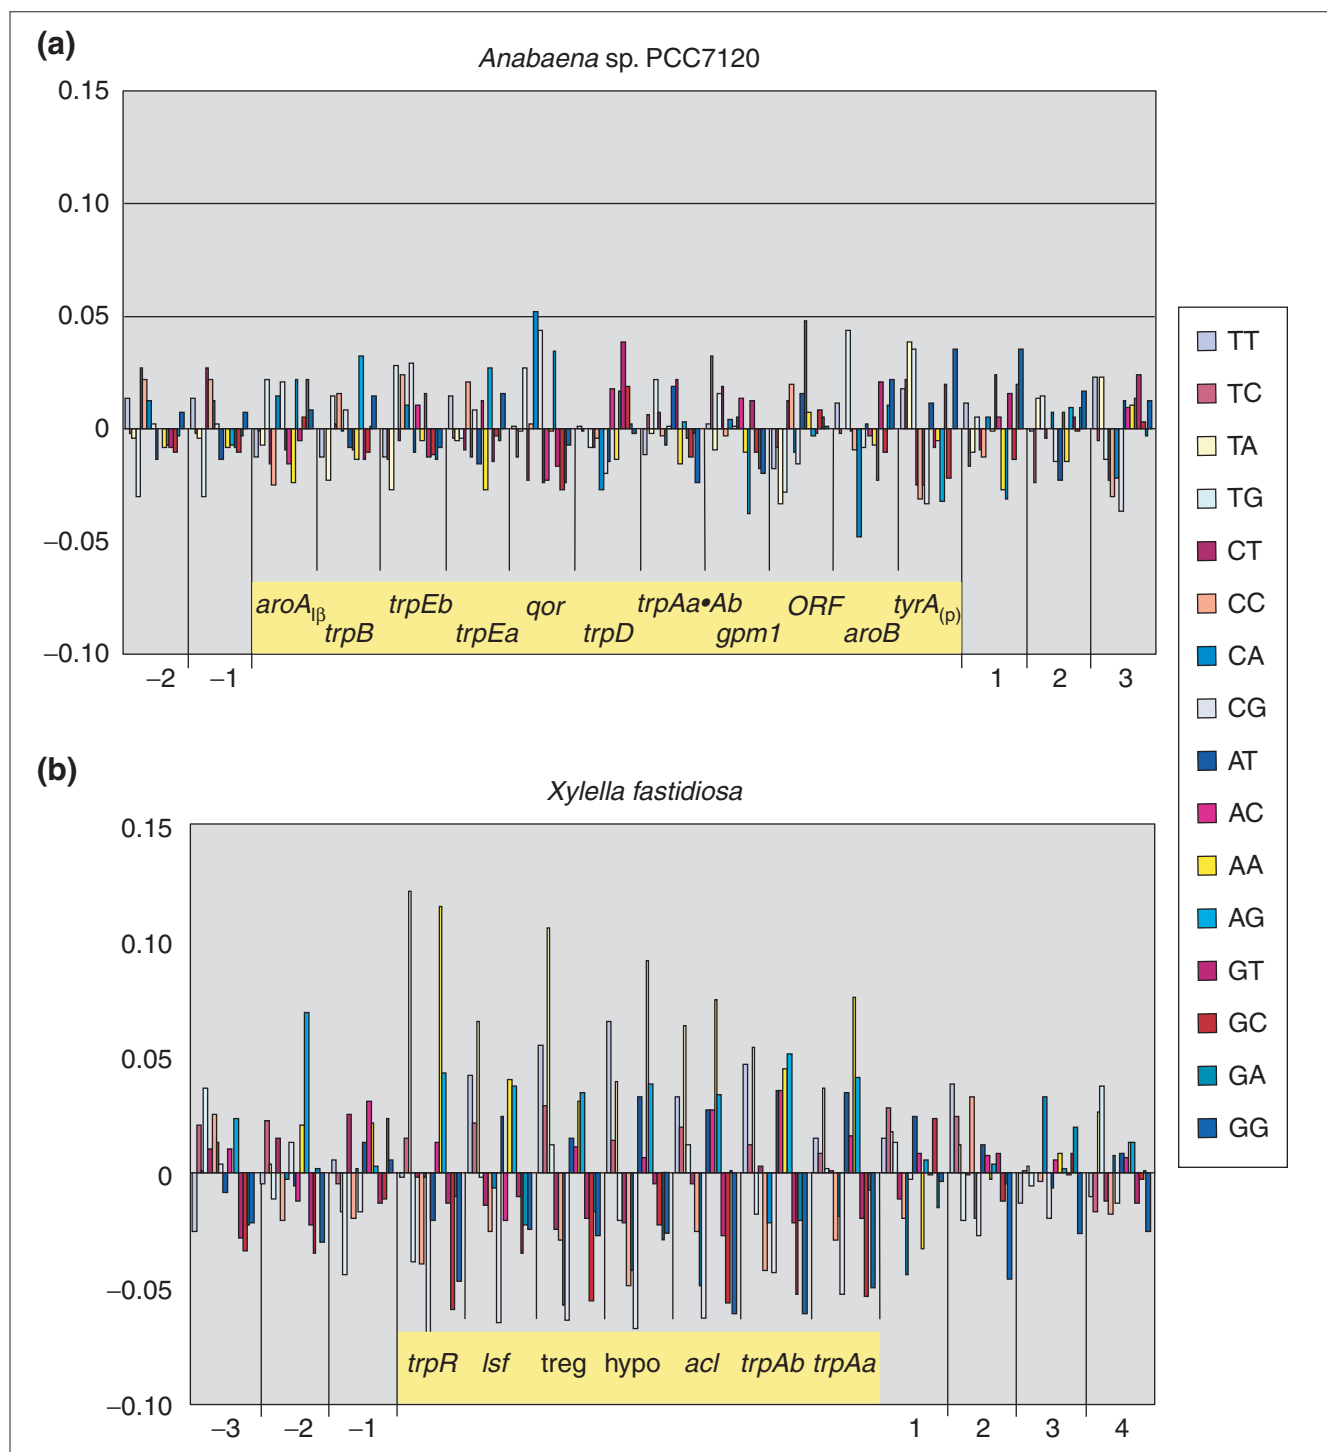 (a)
Anabaena sp. PCC7120
0.15
0.10
0.05
0
−0.05
−0.10
aroA Iβ
trpB
trpEb
trpEa
qor
trpD
trpAa•Ab
gpm1
ORF
aroB
tyrA (p)
−2 −1 1 2 3
(b)
Xylella fastidiosa
0.15
0.10
0.05
0
−0.05
−0.10
trpR lsf treg hypo acl trpAb trpAa
−3 −2 −1 1 2 3 4
TT
TC
TA
TG
CT
CC
CA
CG
AT
AC
AA
AG
GT
GC
GA
GG